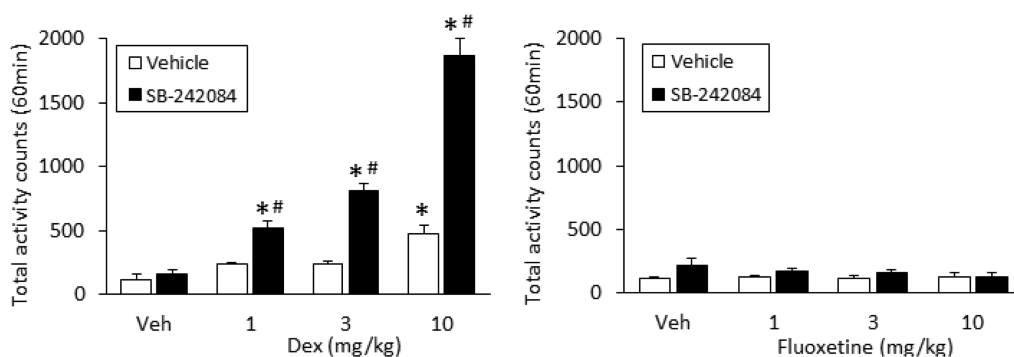 Total activity counts (60min)
2000
1500
1000
500
0
Vehicle
SB-242084
*#
*#
*
*#
Veh
1
3
10
Dex (mg/kg)
Total activity counts (60min)
2000
1500
1000
500
0
Vehicle
SB-242084
Veh
1
3
10
Fluoxetine (mg/kg)